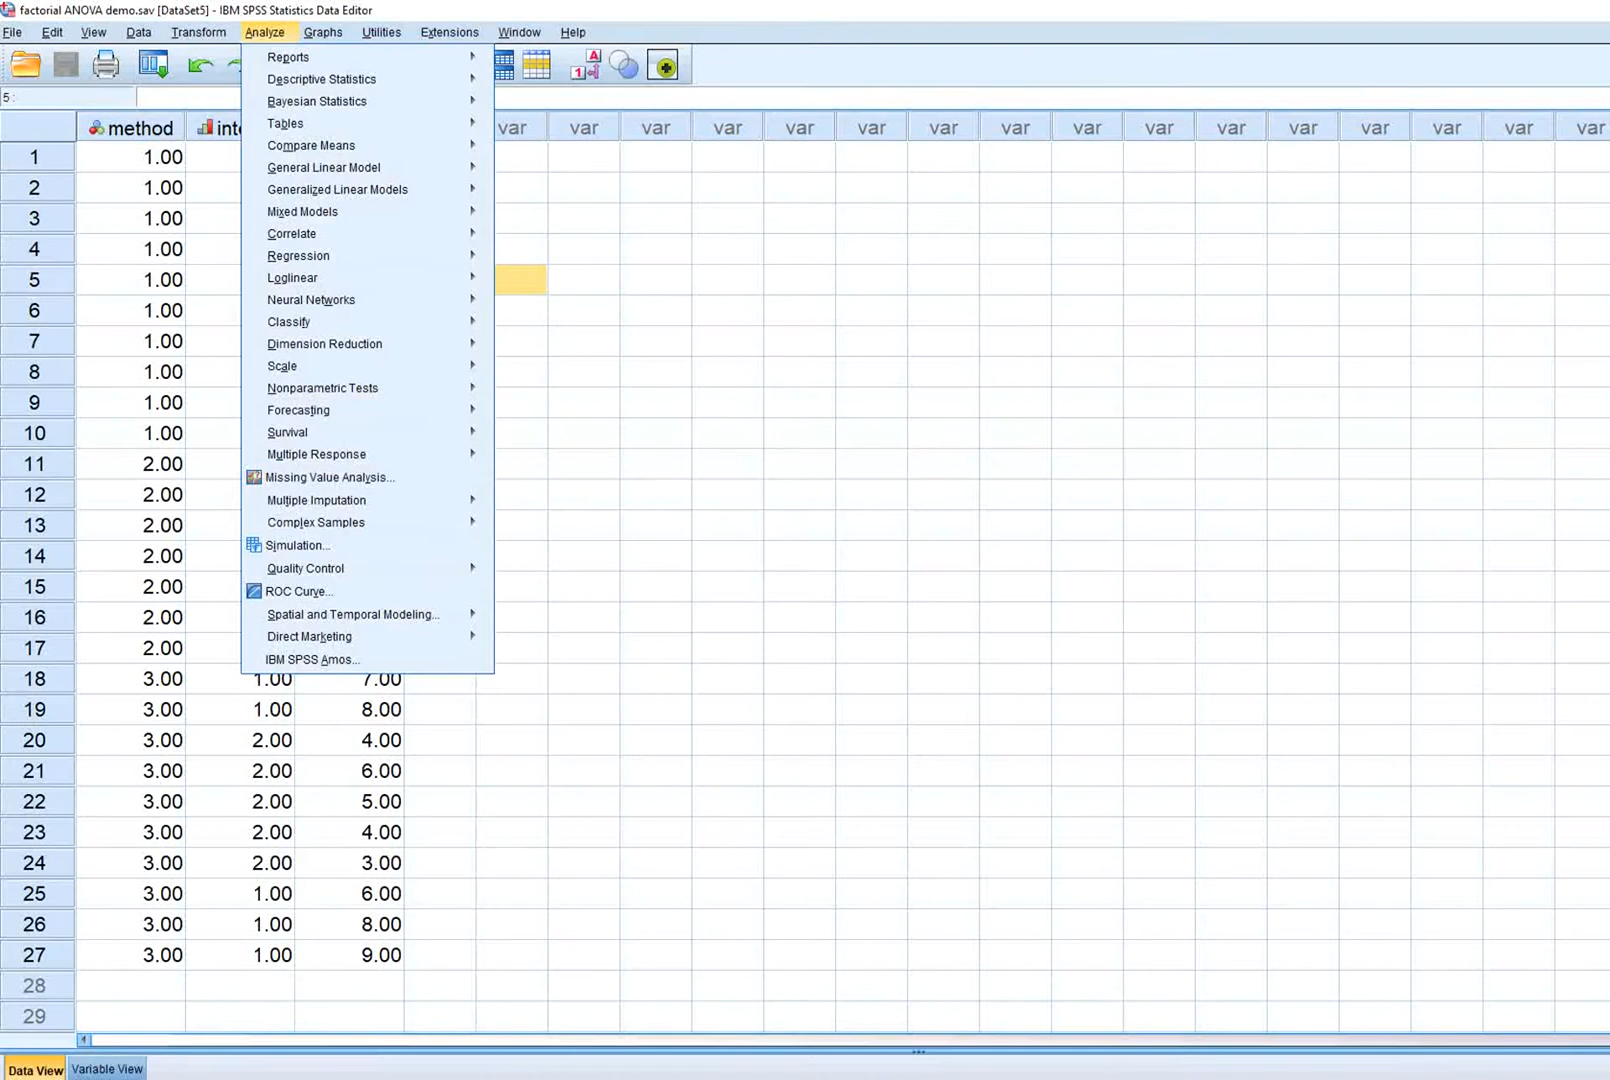 factorial ANOVA demo.sav [DataSet5] - IBM SPSS Statistics Data Editor
File Edit View Data Transform Analyze Graphs Utilities Extensions Window Help
A
1
5 :
method inte var var var var var var var var var var var var var var var var
Reports
Descriptive Statistics
Bayesian Statistics
Tables
Compare Means
General Linear Model
Generalized Linear Models
Mixed Models
Correlate
Regression
Loglinear
Neural Networks
Classify
Dimension Reduction
Scale
Nonparametric Tests
Forecasting
Survival
Multiple Response
Missing Value Analysis...
Multiple Imputation
Complex Samples
Simulation...
Quality Control
ROC Curve...
Spatial and Temporal Modeling...
Direct Marketing
IBM SPSS Amos...
1 1.00
2 1.00
3 1.00
4 1.00
5 1.00
6 1.00
7 1.00
8 1.00
9 1.00
10 1.00
11 2.00
12 2.00
13 2.00
14 2.00
15 2.00
16 2.00
17 2.00
18 3.00 1.00 7.00
19 3.00 1.00 8.00
20 3.00 2.00 4.00
21 3.00 2.00 6.00
22 3.00 2.00 5.00
23 3.00 2.00 4.00
24 3.00 2.00 3.00
25 3.00 1.00 6.00
26 3.00 1.00 8.00
27 3.00 1.00 9.00
28
29
Data View Variable View